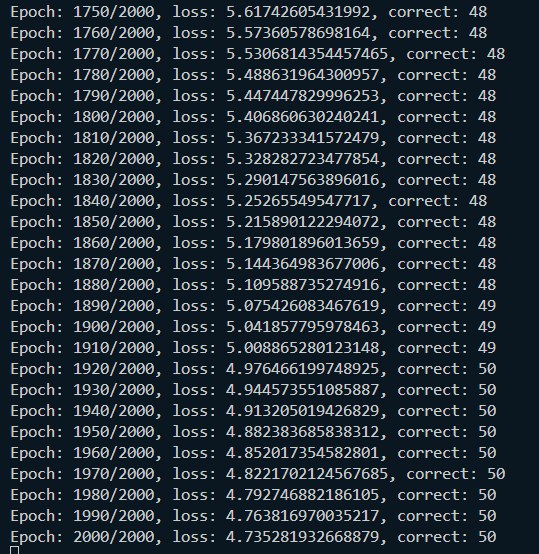 Epoch: 1750/2000, loss: 5.61742605431992, correct: 48
Epoch: 1760/2000, loss: 5.57360578698164, correct: 48
Epoch: 1770/2000, loss: 5.5306814354457465, correct: 48
Epoch: 1780/2000, loss: 5.488631964300957, correct: 48
Epoch: 1790/2000, loss: 5.447447829996253, correct: 48
Epoch: 1800/2000, loss: 5.406860630240241, correct: 48
Epoch: 1810/2000, loss: 5.367233341572479, correct: 48
Epoch: 1820/2000, loss: 5.328282723477854, correct: 48
Epoch: 1830/2000, loss: 5.290147563896016, correct: 48
Epoch: 1840/2000, loss: 5.25265549547717, correct: 48
Epoch: 1850/2000, loss: 5.215890122294072, correct: 48
Epoch: 1860/2000, loss: 5.179801896013659, correct: 48
Epoch: 1870/2000, loss: 5.144364983677006, correct: 48
Epoch: 1880/2000, loss: 5.109588735274916, correct: 48
Epoch: 1890/2000, loss: 5.075426083467619, correct: 49
Epoch: 1900/2000, loss: 5.041857795978463, correct: 49
Epoch: 1910/2000, loss: 5.008865280123148, correct: 49
Epoch: 1920/2000, loss: 4.976466199748925, correct: 50
Epoch: 1930/2000, loss: 4.944573551085887, correct: 50
Epoch: 1940/2000, loss: 4.913205019426829, correct: 50
Epoch: 1950/2000, loss: 4.882383685838312, correct: 50
Epoch: 1960/2000, loss: 4.852017354582801, correct: 50
Epoch: 1970/2000, loss: 4.8221702124567685, correct: 50
Epoch: 1980/2000, loss: 4.792746882186105, correct: 50
Epoch: 1990/2000, loss: 4.763816970035217, correct: 50
Epoch: 2000/2000, loss: 4.735281932668879, correct: 50